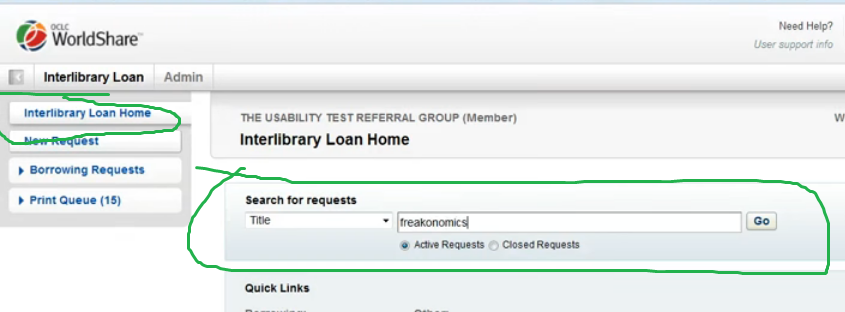 OCLC
WorldShare™
Need Help?
User support info
Interlibrary Loan Admin
Interlibrary Loan Home
New Request
Borrowing Requests
Print Queue (15)
THE USABILITY TEST REFERRAL GROUP (Member)
W
Interlibrary Loan Home
Search for requests
Title freakonomics Go
Active Requests Closed Requests
Quick Links